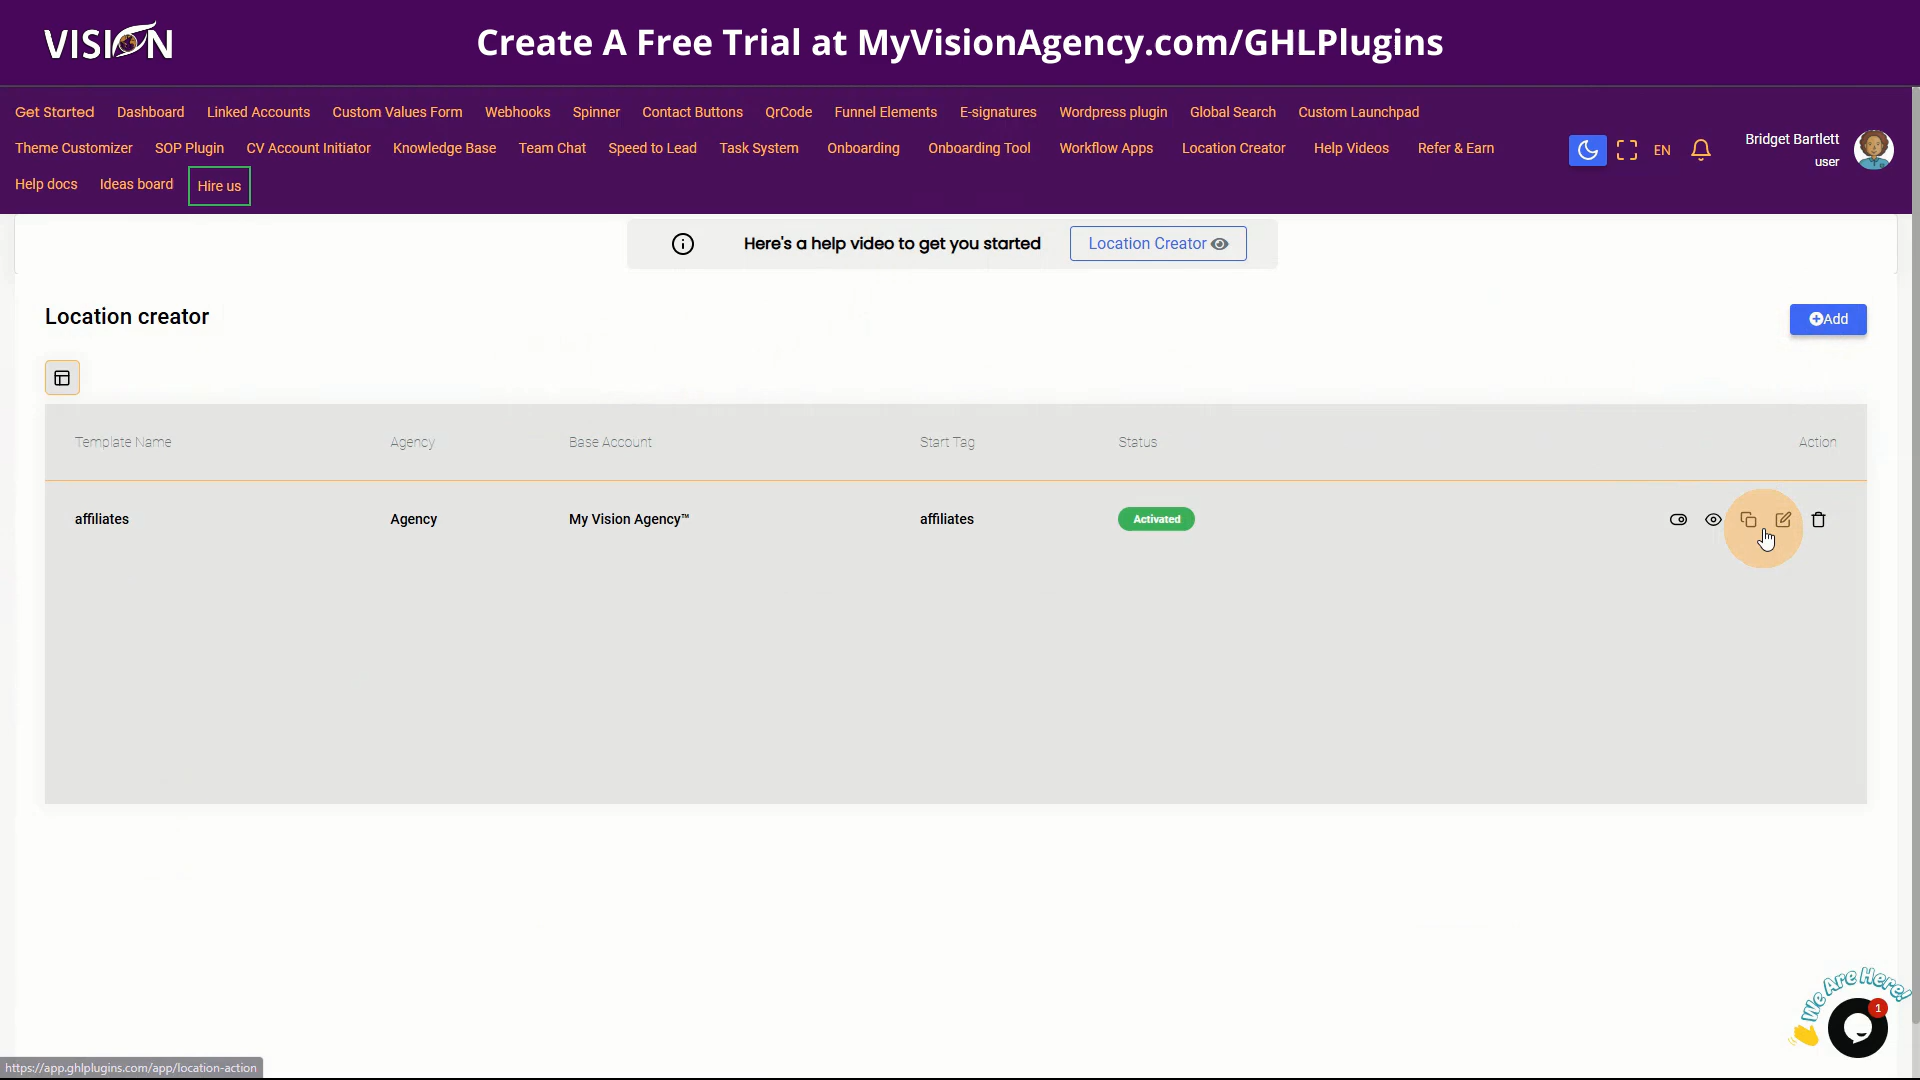 VISION
Create A Free Trial at MyVisionAgency.com/GHLPlugins
Get Started Dashboard Linked Accounts Custom Values Form Webhooks Spinner Contact Buttons QrCode Funnel Elements E-signatures Wordpress plugin Global Search Custom Launchpad
Theme Customizer SOP Plugin CV Account Initiator Knowledge Base Team Chat Speed to Lead Task System Onboarding Onboarding Tool Workflow Apps Location Creator Help Videos Refer & Earn
Help docs Ideas board Hire us
EN
Bridget Bartlett
user
Here's a help video to get you started Location Creator
Location creator
Add
Template Name Agency Base Account Start Tag Status Action
affiliates Agency My Vision Agency™ affiliates Activated
We Are Here!
1
https://app.ghlplugins.com/app/location-action